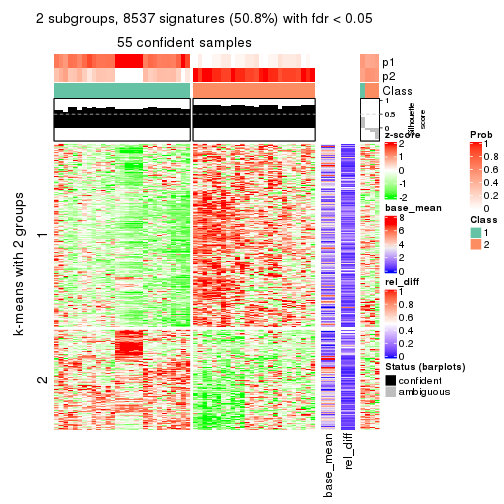 2 subgroups, 8537 signatures (50.8%) with fdr < 0.05
55 confident samples
p1
p2
Class
1
0.5
0
Silhouette
score
k-means with 2 groups
1
2
base_mean
rel_diff
z-score
2
1
0
-1
-2
base_mean
8
6
4
2
0
rel_diff
1
0.8
0.6
0.4
0.2
0
Status (barplots)
confident
ambiguous
Prob
1
0.8
0.6
0.4
0.2
0
Class
1
2